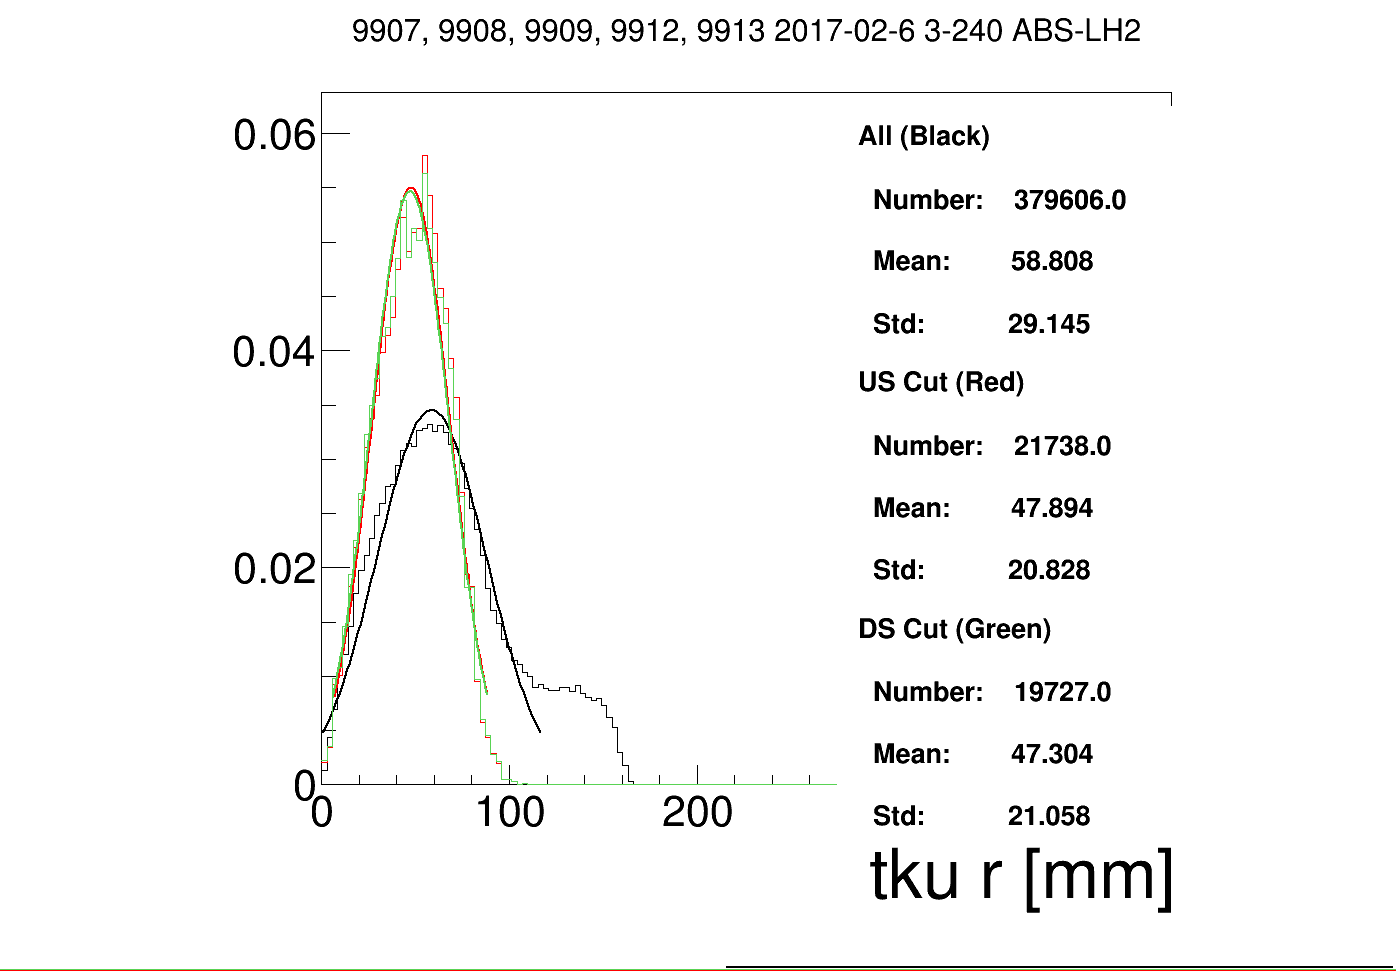 9907, 9908, 9909, 9912, 9913 2017-02-6 3-240 ABS-LH2
0.06
0.04
0.02
0
0 100 200
All (Black)
Number: 379606.0
Mean: 58.808
Std: 29.145
US Cut (Red)
Number: 21738.0
Mean: 47.894
Std: 20.828
DS Cut (Green)
Number: 19727.0
Mean: 47.304
Std: 21.058
tku r [mm]